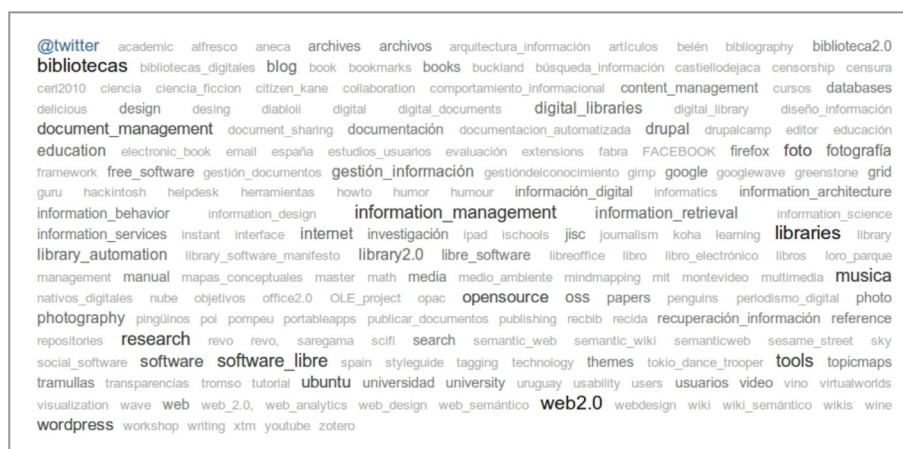 @twitter academic alfresco aneca archives archivos arquitectura_información artículos belén bibliography biblioteca2.0
bibliotecas bibliotecas_digitales blog book bookmarks books buckland búsqueda_información castiellodejaca censorship censura
ceri2010 ciencia ciencia_ficcion citizen_kane collaboration comportamiento_informacional content_management cursos databases
delicious design desing diabloii digital digital_documents digital_libraries digital_library diseño_información
document_management document_sharing documentación documentacion_automatizada drupal drupalcamp editor educación
education electronic_book email españa estudios_usuarios evaluación extensions fabra FACEBOOK firefox foto fotografía
framework free_software gestión_documentos gestión_información gestióndelconocimiento gimp google googlewave greenstone grid
guru hackintosh helpdesk herramientas howto humor humour información_digital informatics information_architecture
information_behavior information_design information_management information_retrieval information_science
information_services instant interface internet investigación ipad ischools jisc journalism koha learning libraries library
library_automation library_software_manifesto library2.0 libre_software libreoffice libro libro_electrónico libros loro_parque
management manual mapas_conceptuales master math media medio_ambiente mindmapping mit montevideo multimedia musica
nativos_digitales nube objetivos office2.0 OLE_project opac opensource oss papers penguins periodismo_digital photo
photography pingüinos poi pompeu portableapps publicar_documentos publishing recbib recida recuperación_información reference
repositories research revo revo, saregama scifi search semantic_web semantic_wiki semanticweb sesame_street sky
social_software software software_libre spain styleguide tagging technology themes tokio_dance_trooper tools topicmaps
tramullas transparencias tromso tutorial ubuntu universidad university uruguay usability users usuarios video vino virtualworlds
visualization wave web web_2.0, web_analytics web_design web_semántico web2.0 webdesign wiki wiki_semántico wikis wine
wordpress workshop writing xtm youtube zotero